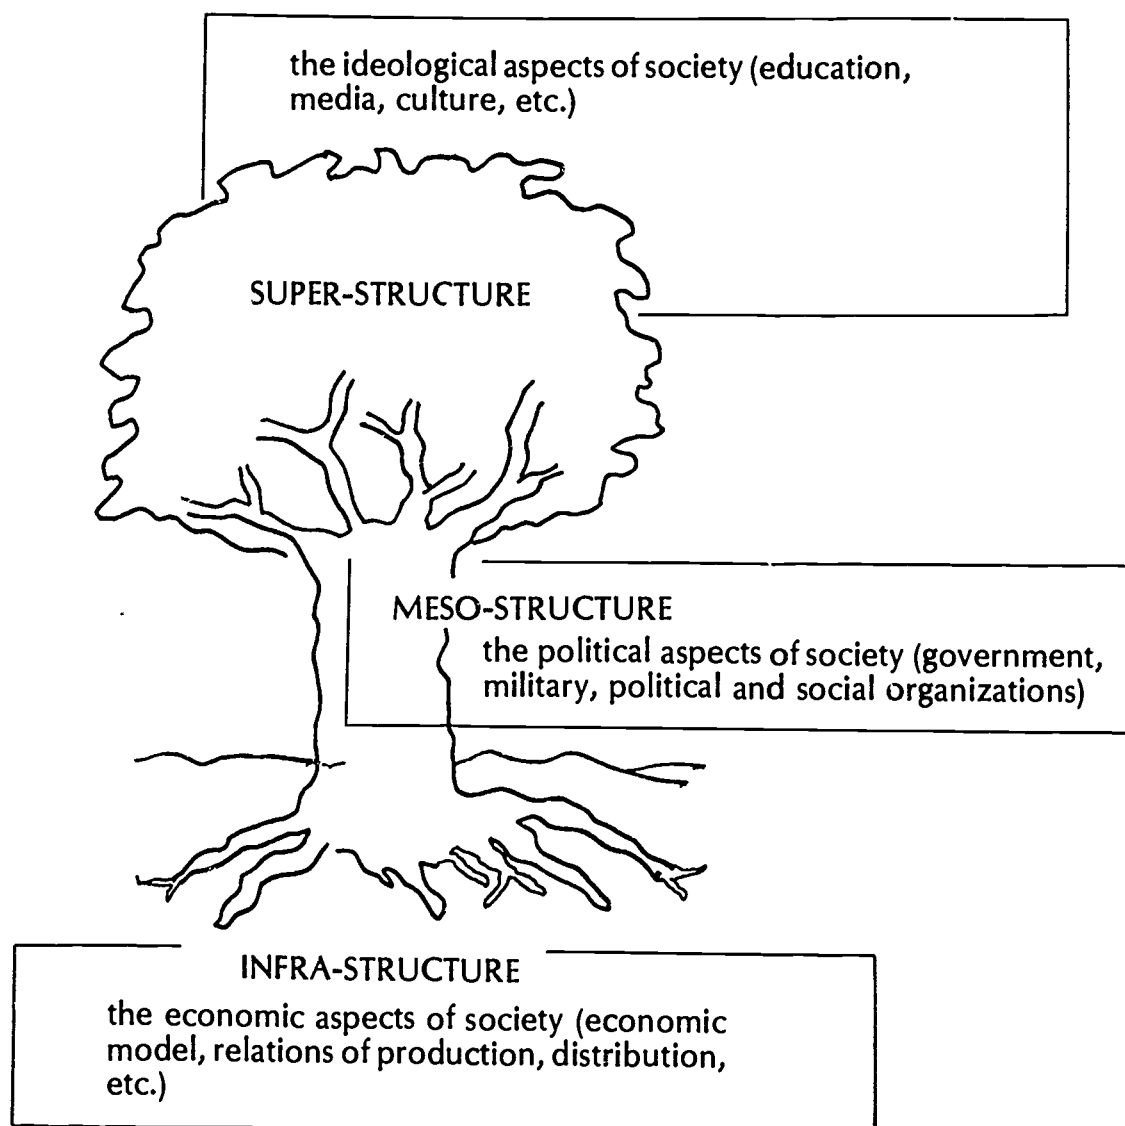 the ideological aspects of society (education,
media, culture, etc.)
SUPER-STRUCTURE
MESO-STRUCTURE
the political aspects of society (government,
military, political and social organizations)
INFRA-STRUCTURE
the economic aspects of society (economic
model, relations of production, distribution,
etc.)